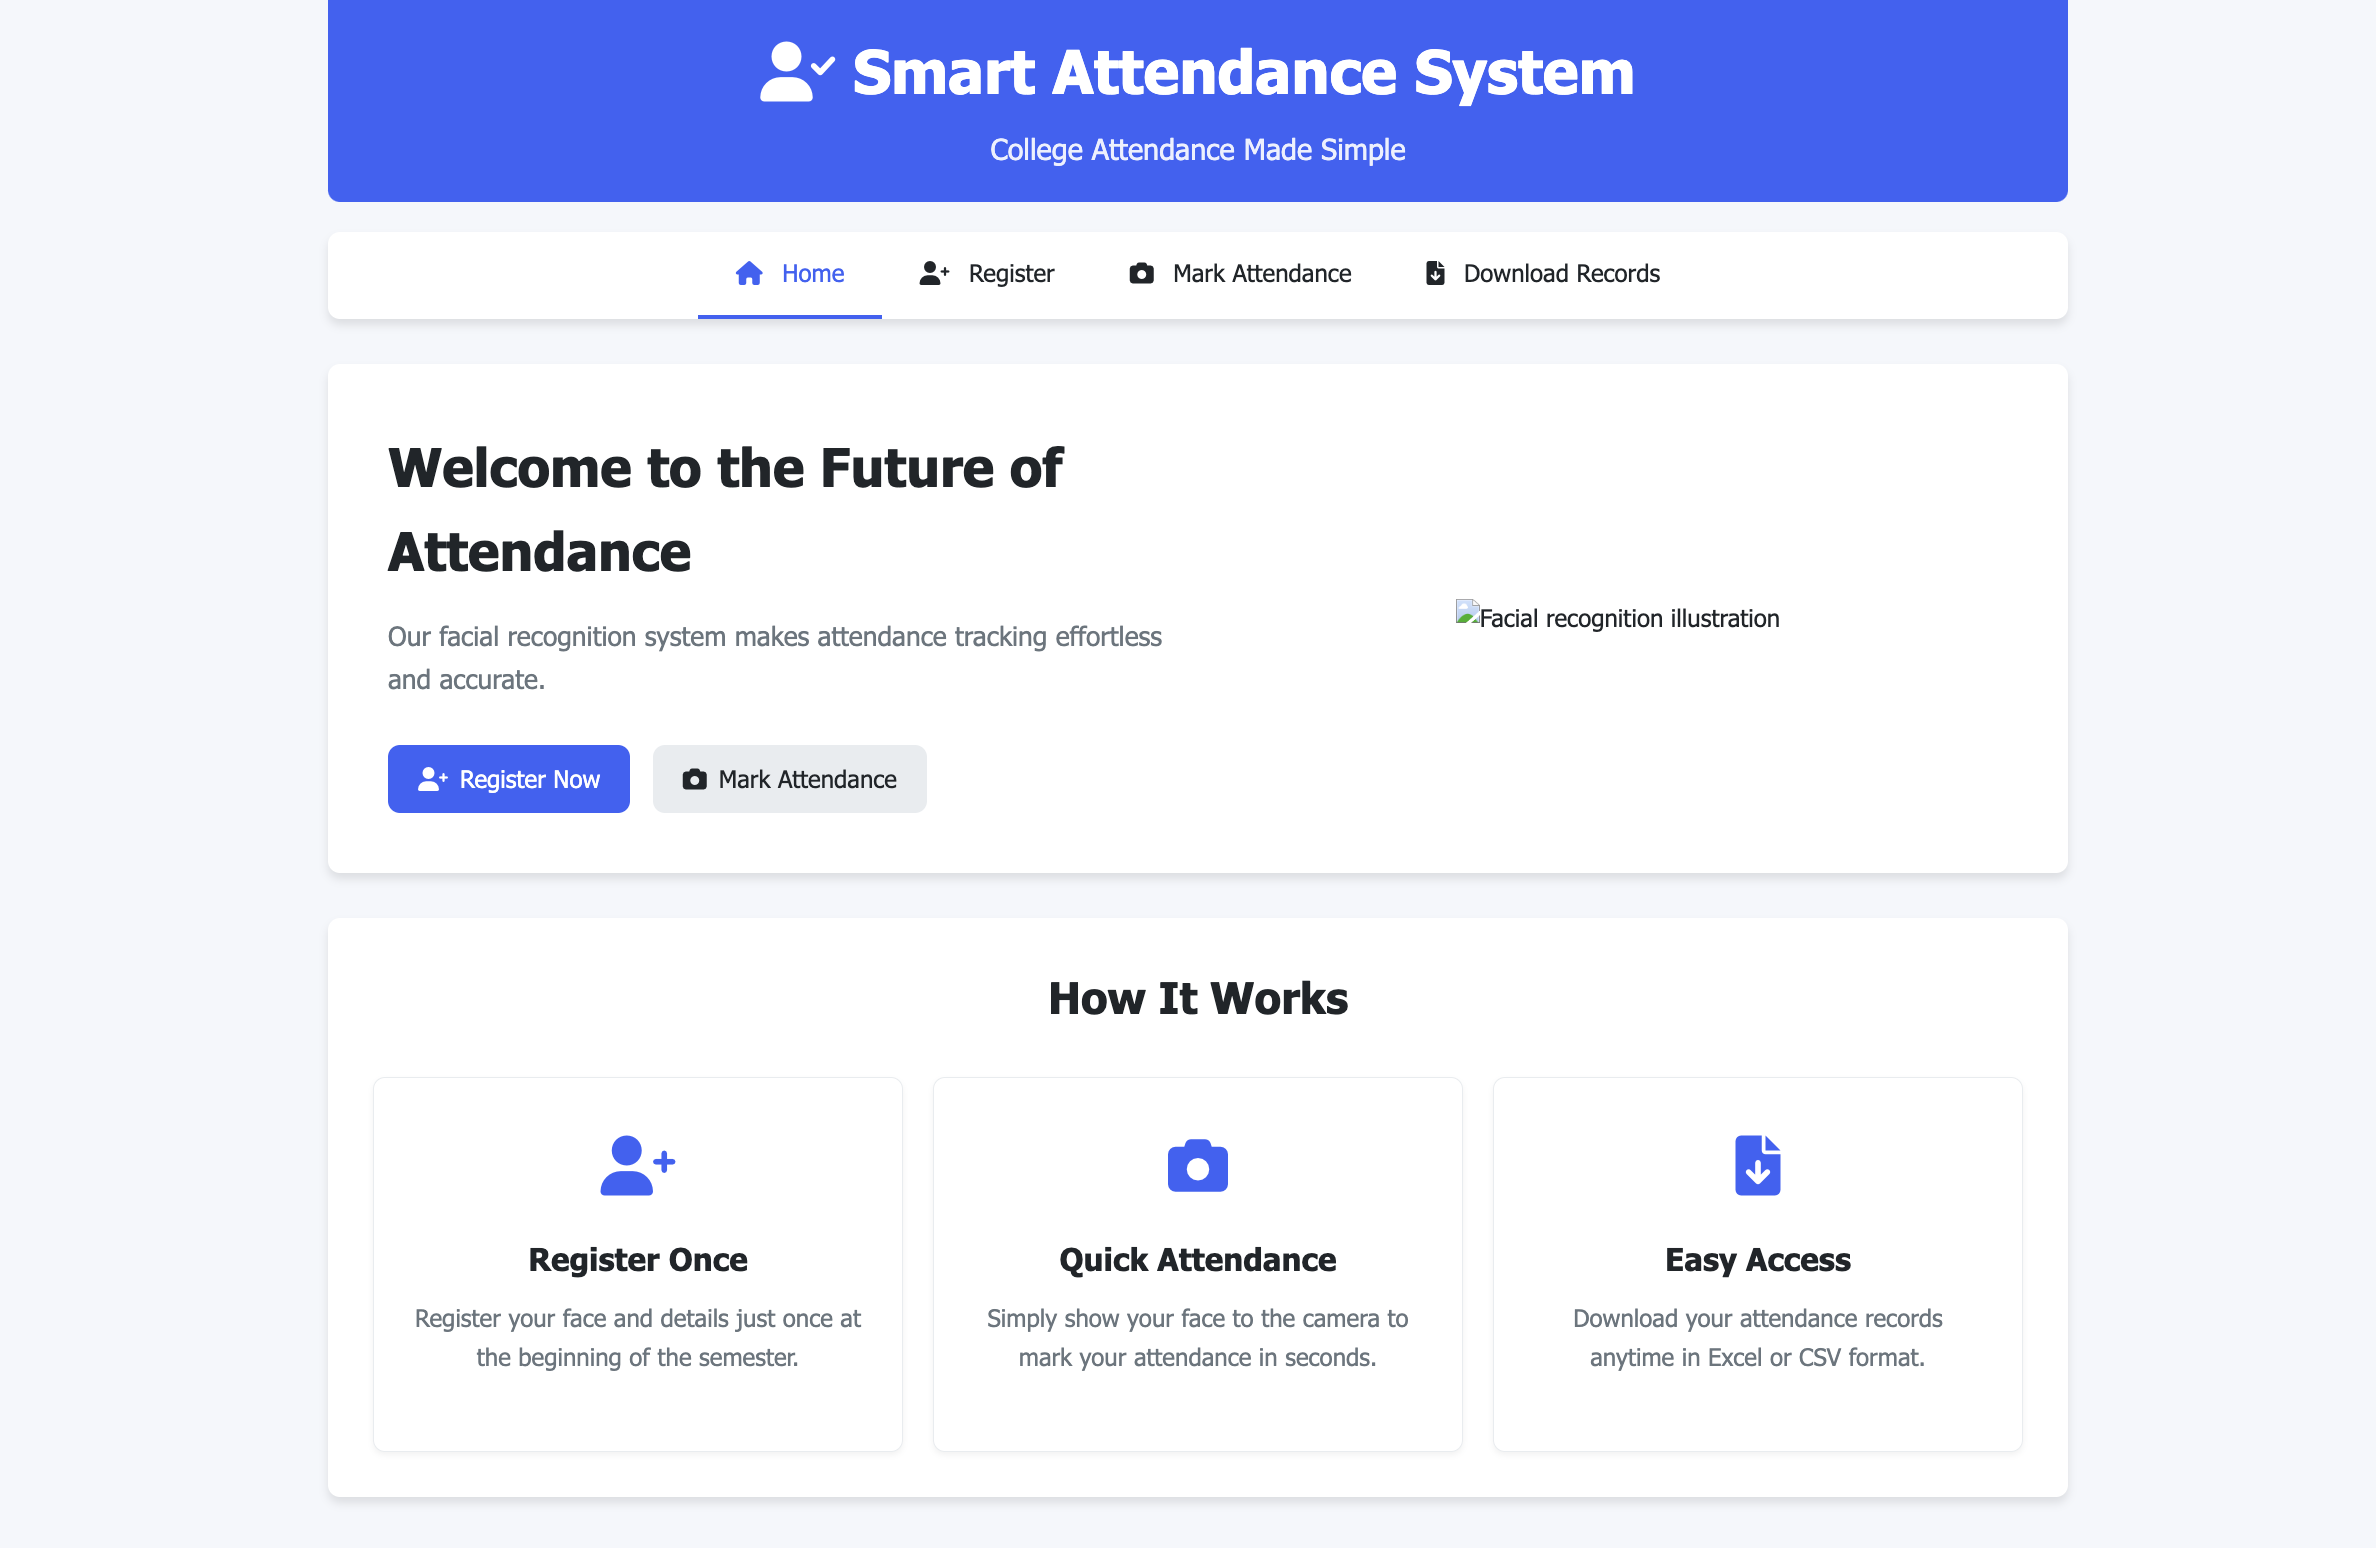 Smart Attendance System
College Attendance Made Simple
Home
Register
Mark Attendance
Download Records
Welcome to the Future of
Attendance
Our facial recognition system makes attendance tracking effortless
and accurate.
Facial recognition illustration
Register Now
Mark Attendance
How It Works
Register Once
Register your face and details just once at
the beginning of the semester.
Quick Attendance
Simply show your face to the camera to
mark your attendance in seconds.
Easy Access
Download your attendance records
anytime in Excel or CSV format.